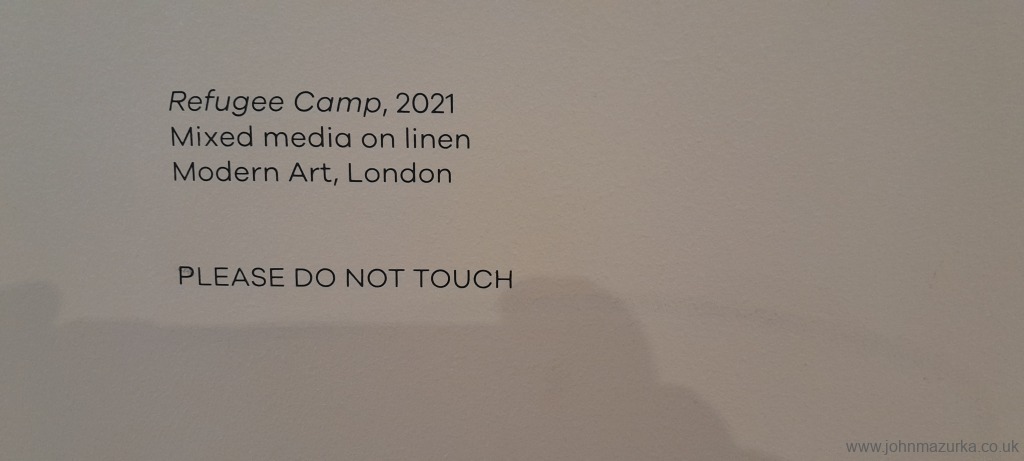 Refugee Camp, 2021
Mixed media on linen
Modern Art, London
PLEASE DO NOT TOUCH
www.johnmazurka.co.uk